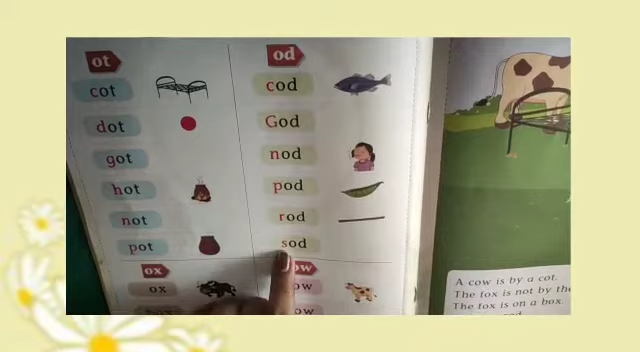 ot
cot
dot
got
hot
not
pot
od
cod
God
nod
pod
rod
sod
ox
ox
ow
ow
A cow is by a cot.
The fox is not by the
The fox is on a box.